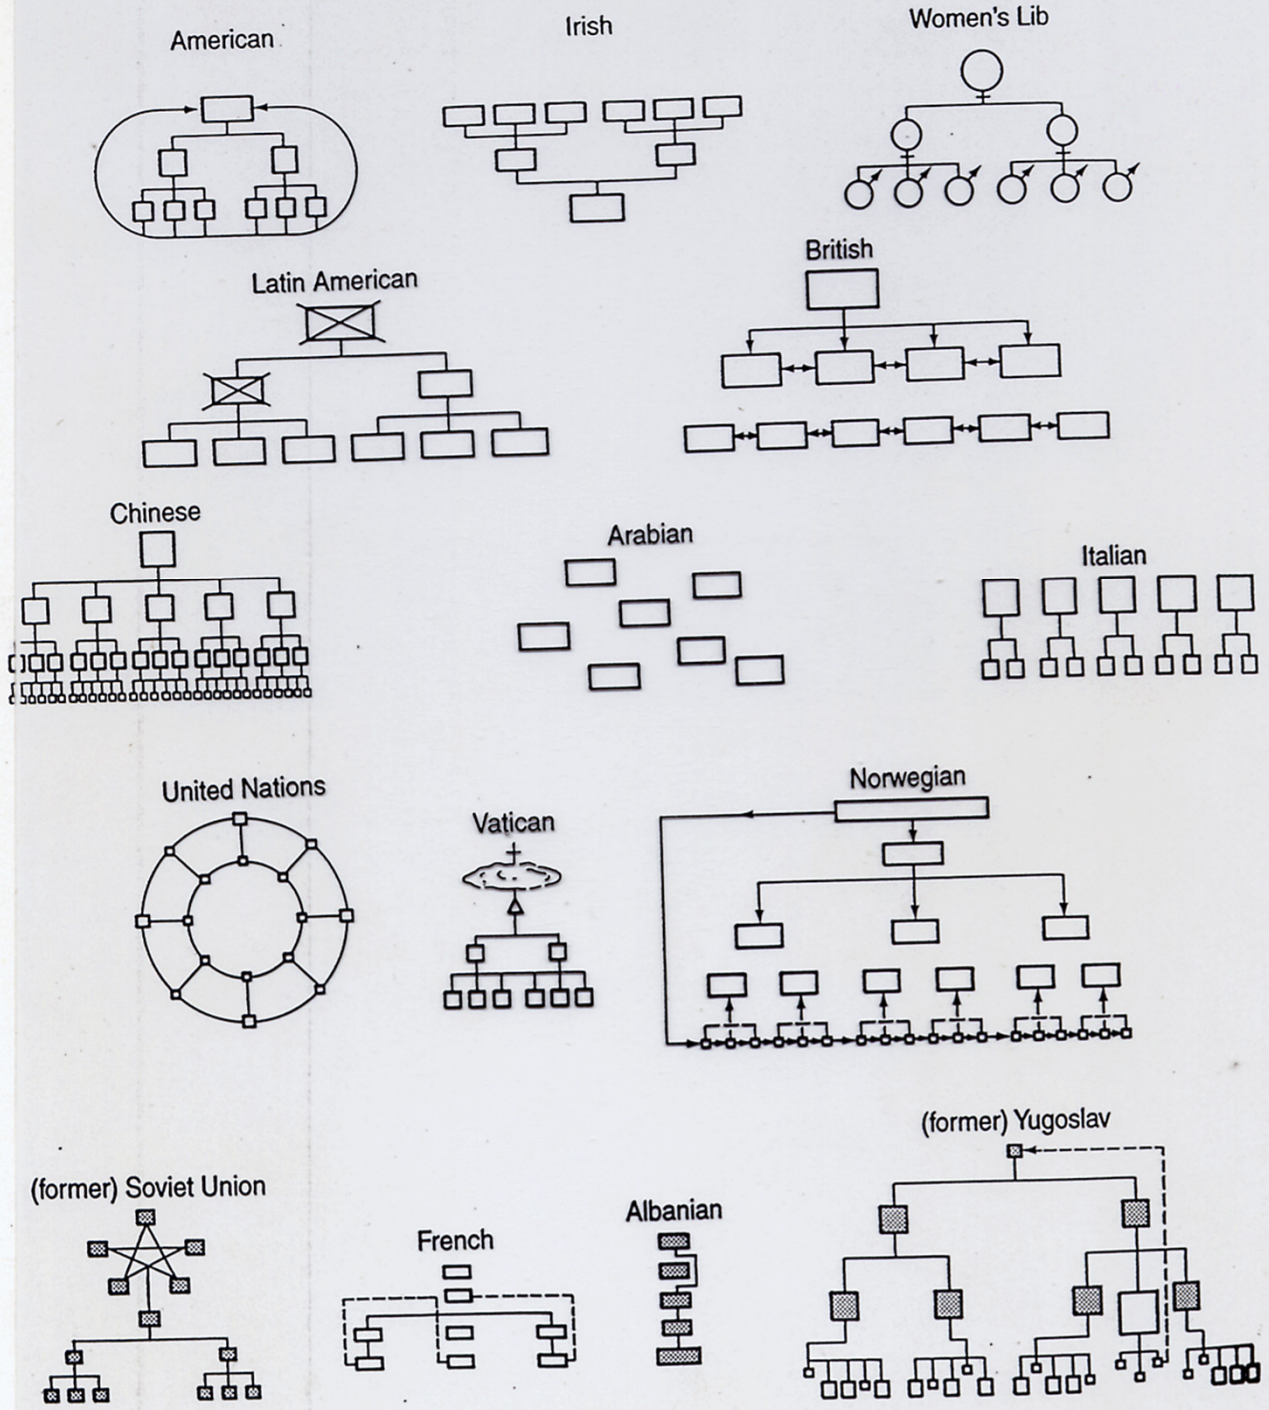 American
Irish
Women's Lib
Latin American
British
Chinese
Arabian
Italian
United Nations
Vatican
Norwegian
(former) Soviet Union
French
Albanian
(former) Yugoslav